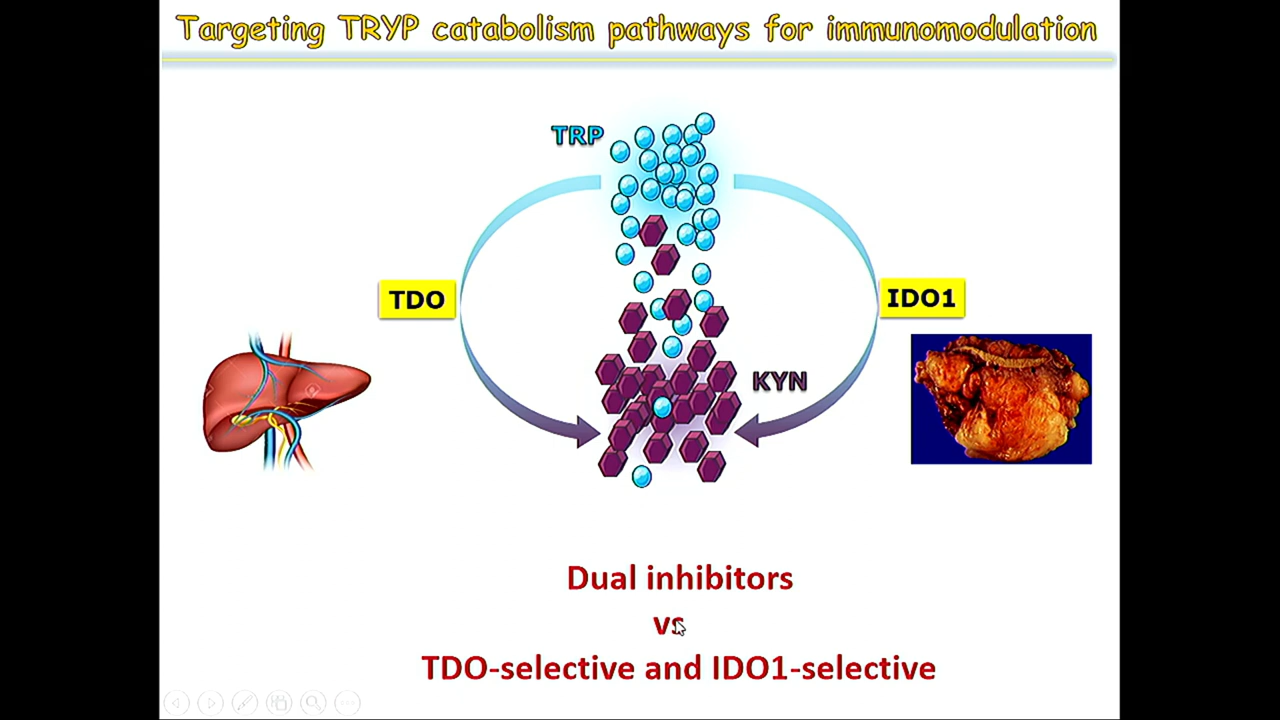 Targeting TRYP catabolism pathways for immunomodulation
TRP
TDO
IDO1
KYN
Dual inhibitors
vs
TDO-selective and IDO1-selective